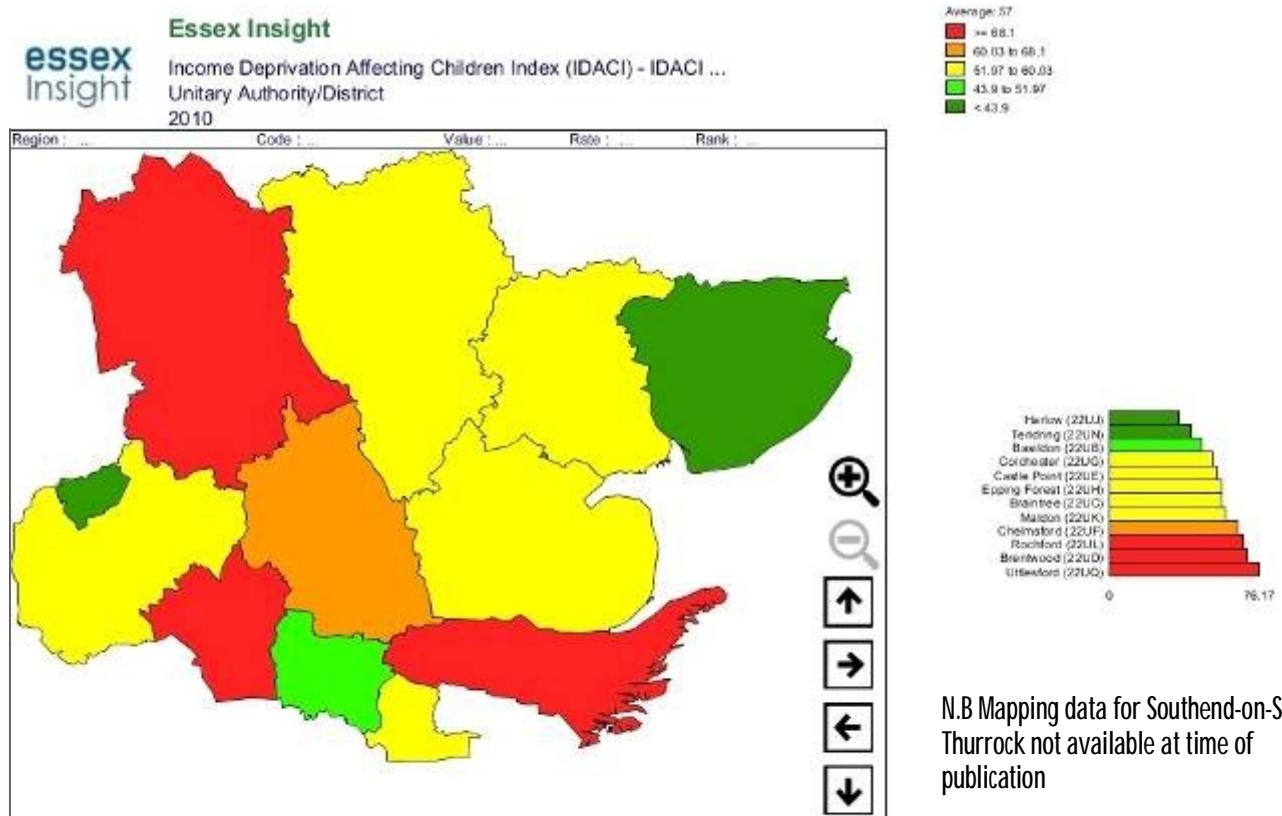 essex
Insight
Essex Insight
Income Deprivation Affecting Children Index (IDACI) - IDACI ...
Unitary Authority/District
2010
Region : ... Code : ... Value : ... Rate : ... Rank : ...
Average: 57
>= 68.1
60.03 to 68.1
51.97 to 60.03
43.9 to 51.97
< 43.9
Harlow (22UJ)
Tendring (22UN)
Basildon (22UB)
Colchester (22UG)
Castle Point (22UE)
Epping Forest (22UH)
Braintree (22UC)
Maldon (22UK)
Chelmsford (22UF)
Rochford (22UL)
Brentwood (22UD)
Uttlesford (22UQ)
0 76.17
N.B Mapping data for Southend-on-S
Thurrock not available at time of
publication